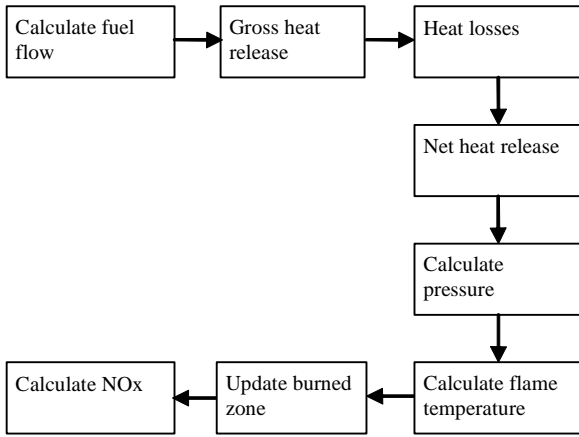 Calculate fuel
flow
Gross heat
release
Heat losses
Net heat release
Calculate
pressure
Calculate flame
temperature
Update burned
zone
Calculate NOx